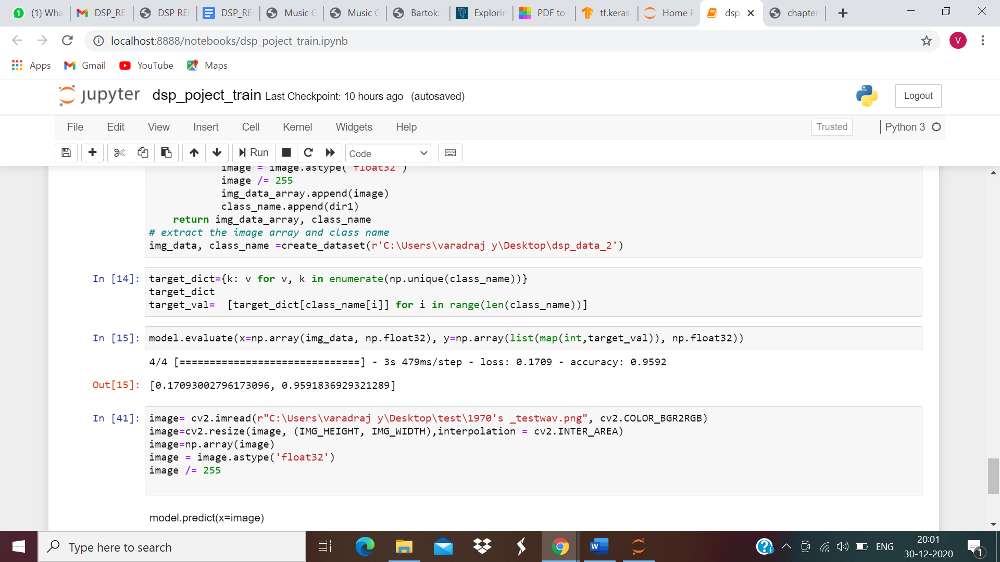 (1) Wha
DSP_RE
DSP REI
DSP_RE
Music G
Music G
Bartok:
Explorin
PDF to
tf.keras.
Home P
dsp
chapter
localhost:8888/notebooks/dsp_poject_train.ipynb
V
Apps
Gmail
YouTube
Maps
jupyter
dsp_poject_train Last Checkpoint: 10 hours ago (autosaved)
Logout
File
Edit
View
Insert
Cell
Kernel
Widgets
Help
Trusted
Python 3
Run
Code
image = image.astype('float32')
image /= 255
img_data_array.append(image)
class_name.append(dir1)
return img_data_array, class_name
# extract the image array and class name
img_data, class_name =create_dataset(r'C:\Users\varadraj y\Desktop\dsp_data_2')
In [14]:
target_dict={k: v for v, k in enumerate(np.unique(class_name))}
target_dict
target_val=  [target_dict[class_name[i]] for i in range(len(class_name))]
In [15]:
model.evaluate(x=np.array(img_data, np.float32), y=np.array(list(map(int,target_val)), np.float32))
4/4 [==============================] - 3s 479ms/step - loss: 0.1709 - accuracy: 0.9592
Out[15]:
[0.17093002796173096, 0.9591836929321289]
In [41]:
image= cv2.imread(r"C:\Users\varadraj y\Desktop\test\1970's _testwav.png", cv2.COLOR_BGR2RGB)
image=cv2.resize(image, (IMG_HEIGHT, IMG_WIDTH),interpolation = cv2.INTER_AREA)
image=np.array(image)
image = image.astype('float32')
image /= 255
model.predict(x=image)
Type here to search
ENG
20:01
30-12-2020
1